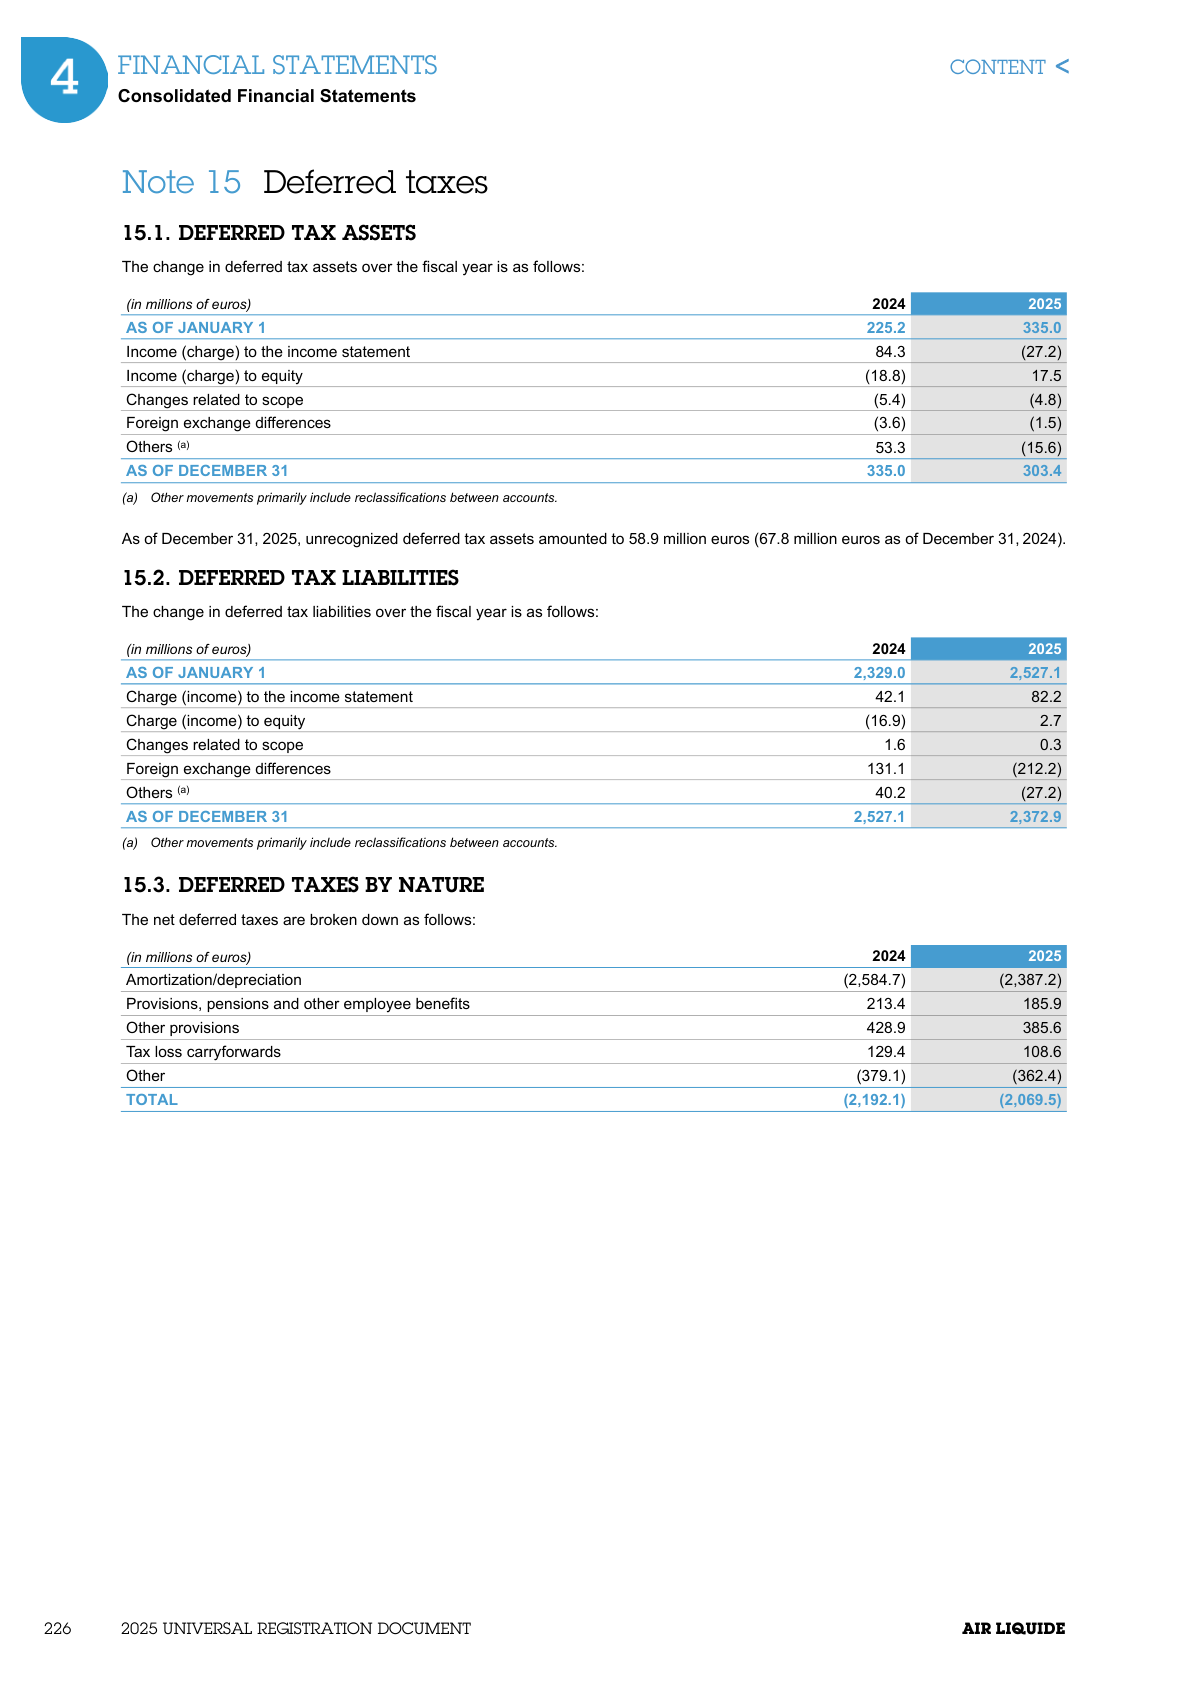 4
FINANCIAL STATEMENTS
CONTENT <
Consolidated Financial Statements
Note 15 Deferred taxes
15.1. DEFERRED TAX ASSETS
The change in deferred tax assets over the fiscal year is as follows:
(in millions of euros) 2024 2025
AS OF JANUARY 1 225.2 335.0
Income (charge) to the income statement 84.3 (27.2)
Income (charge) to equity (18.8) 17.5
Changes related to scope (5.4) (4.8)
Foreign exchange differences (3.6) (1.5)
Others (a) 53.3 (15.6)
AS OF DECEMBER 31 335.0 303.4
(a) Other movements primarily include reclassifications between accounts.
As of December 31, 2025, unrecognized deferred tax assets amounted to 58.9 million euros (67.8 million euros as of December 31, 2024).
15.2. DEFERRED TAX LIABILITIES
The change in deferred tax liabilities over the fiscal year is as follows:
(in millions of euros) 2024 2025
AS OF JANUARY 1 2,329.0 2,527.1
Charge (income) to the income statement 42.1 82.2
Charge (income) to equity (16.9) 2.7
Changes related to scope 1.6 0.3
Foreign exchange differences 131.1 (212.2)
Others (a) 40.2 (27.2)
AS OF DECEMBER 31 2,527.1 2,372.9
(a) Other movements primarily include reclassifications between accounts.
15.3. DEFERRED TAXES BY NATURE
The net deferred taxes are broken down as follows:
(in millions of euros) 2024 2025
Amortization/depreciation (2,584.7) (2,387.2)
Provisions, pensions and other employee benefits 213.4 185.9
Other provisions 428.9 385.6
Tax loss carryforwards 129.4 108.6
Other (379.1) (362.4)
TOTAL (2,192.1) (2,069.5)
226 2025 UNIVERSAL REGISTRATION DOCUMENT AIR LIQUIDE